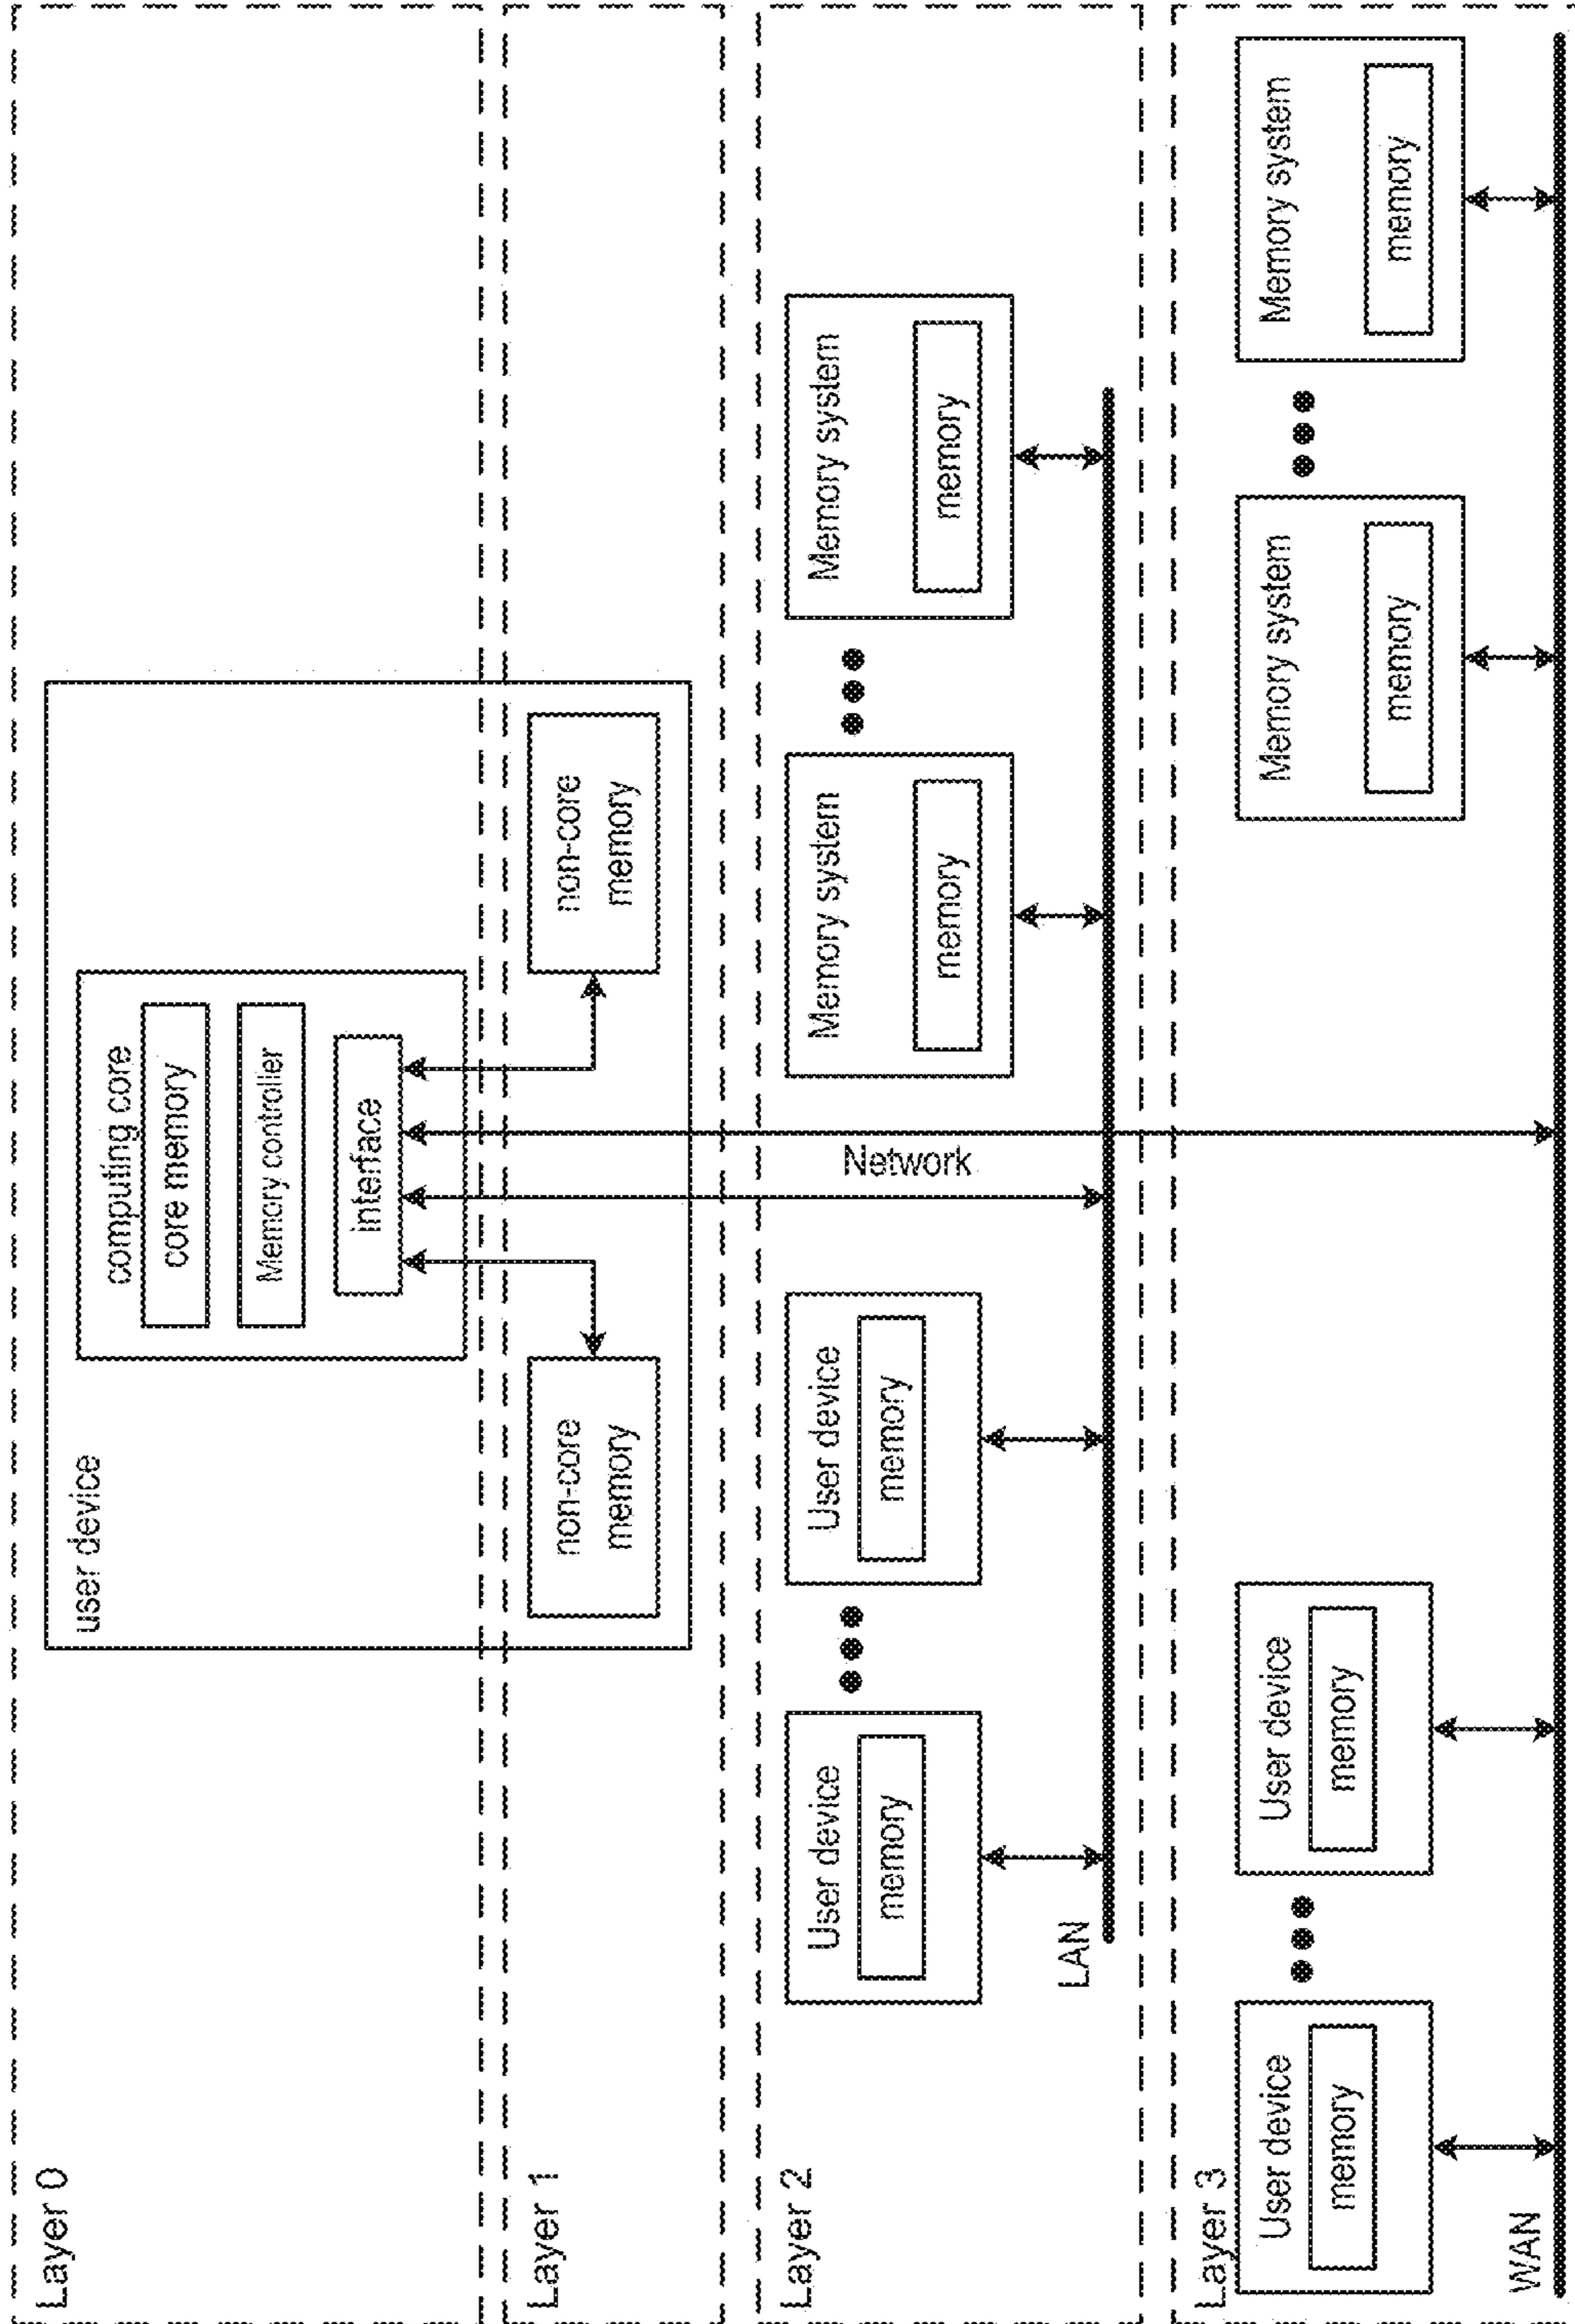 Layer 0
user device
computing core
core memory
Memory controller
interface
Layer 1
non-core
memory
non-core
memory
Layer 2
Network
User device
memory
User device
memory
Memory system
memory
Memory system
memory
LAN
Layer 3
User device
memory
User device
memory
Memory system
memory
Memory system
memory
WAN